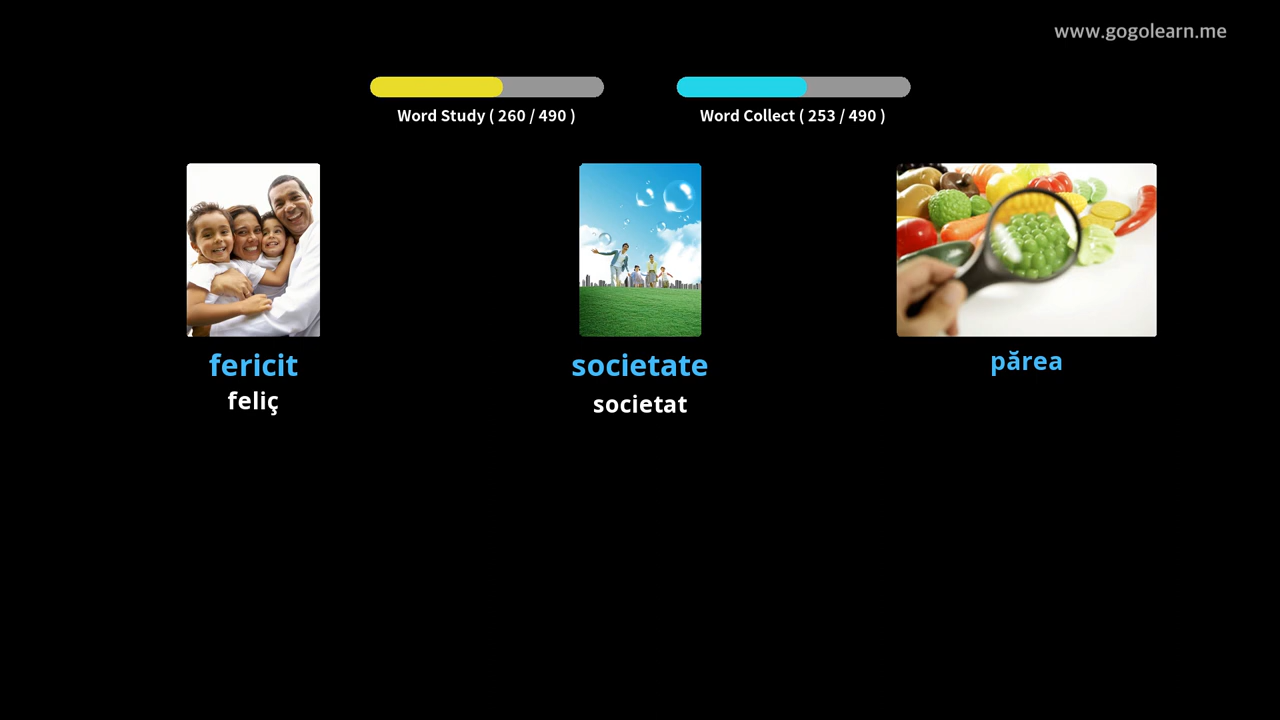 www.gogolearn.me
Word Study ( 260 / 490 )
Word Collect ( 253 / 490 )
fericit
feliç
societate
societat
părea